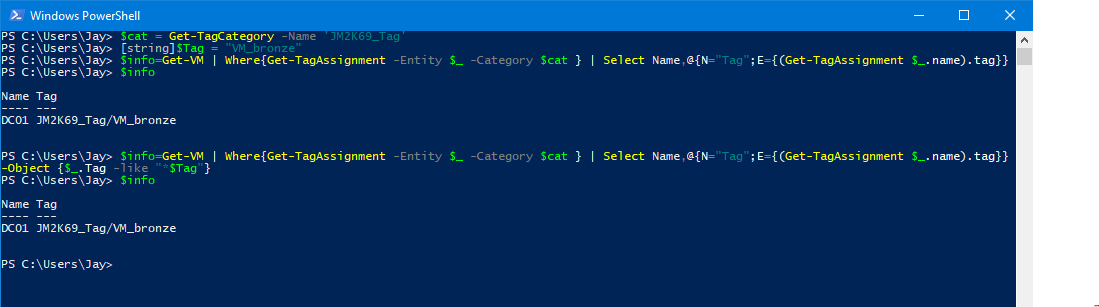 Windows PowerShell
PS C:\Users\Jay> $cat = Get-TagCategory -Name 'JM2K69_Tag'
PS C:\Users\Jay> [string]$Tag = "VM_bronze"
PS C:\Users\Jay> $info=Get-VM | Where{Get-TagAssignment -Entity $_ -Category $cat } | Select Name,@{N="Tag";E={(Get-TagAssignment $_.name).tag}}
PS C:\Users\Jay> $info
Name Tag
---- ---
DC01 JM2K69_Tag/VM_bronze
PS C:\Users\Jay> $info=Get-VM | Where{Get-TagAssignment -Entity $_ -Category $cat } | Select Name,@{N="Tag";E={(Get-TagAssignment $_.name).tag}}
-Object {$_.Tag -like "*$Tag"}
PS C:\Users\Jay> $info
Name Tag
---- ---
DC01 JM2K69_Tag/VM_bronze
PS C:\Users\Jay>